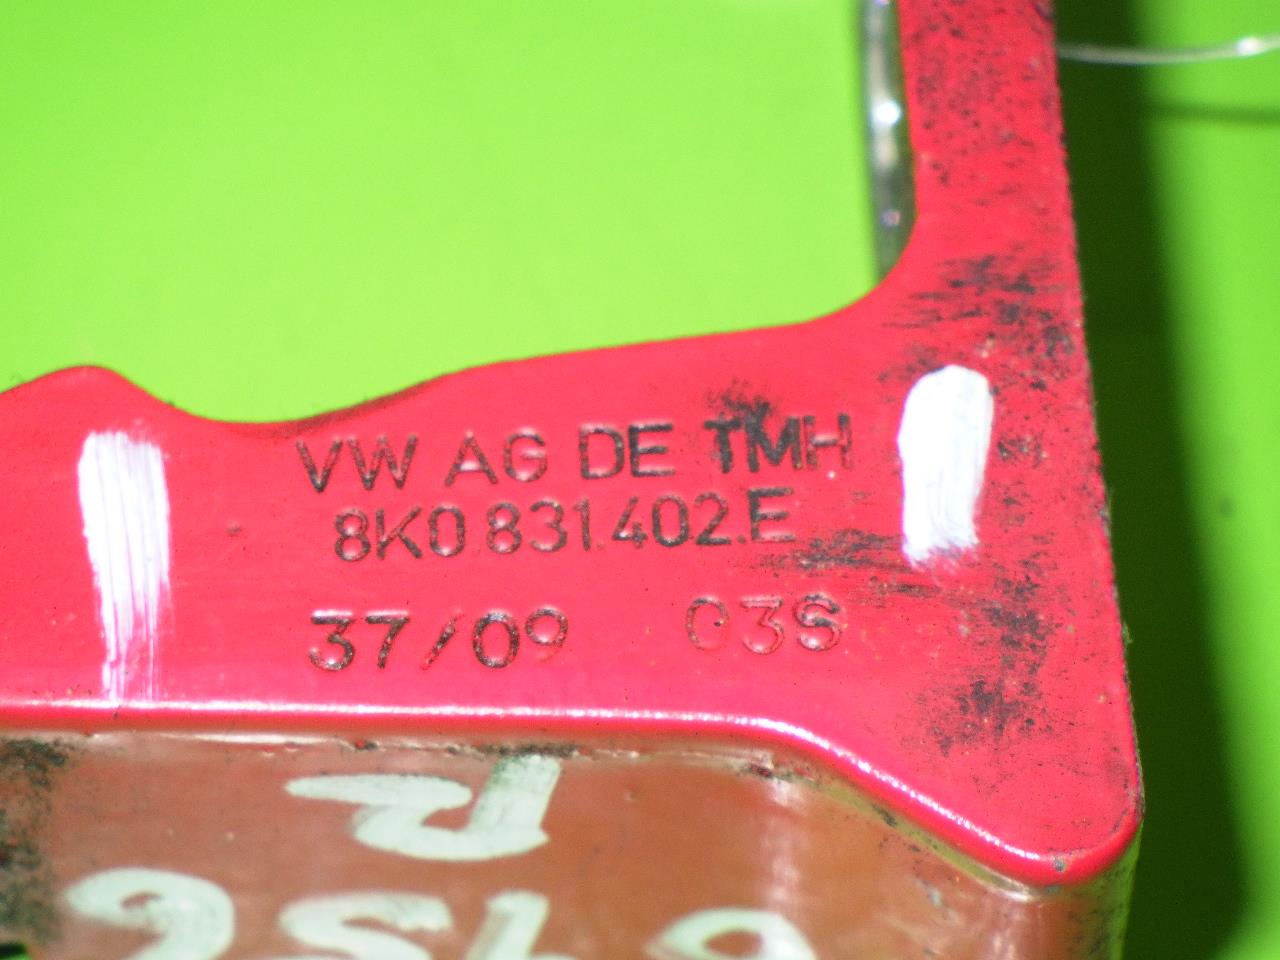 VW AG DE TMH
8K0.831.402.E
37/09 03S